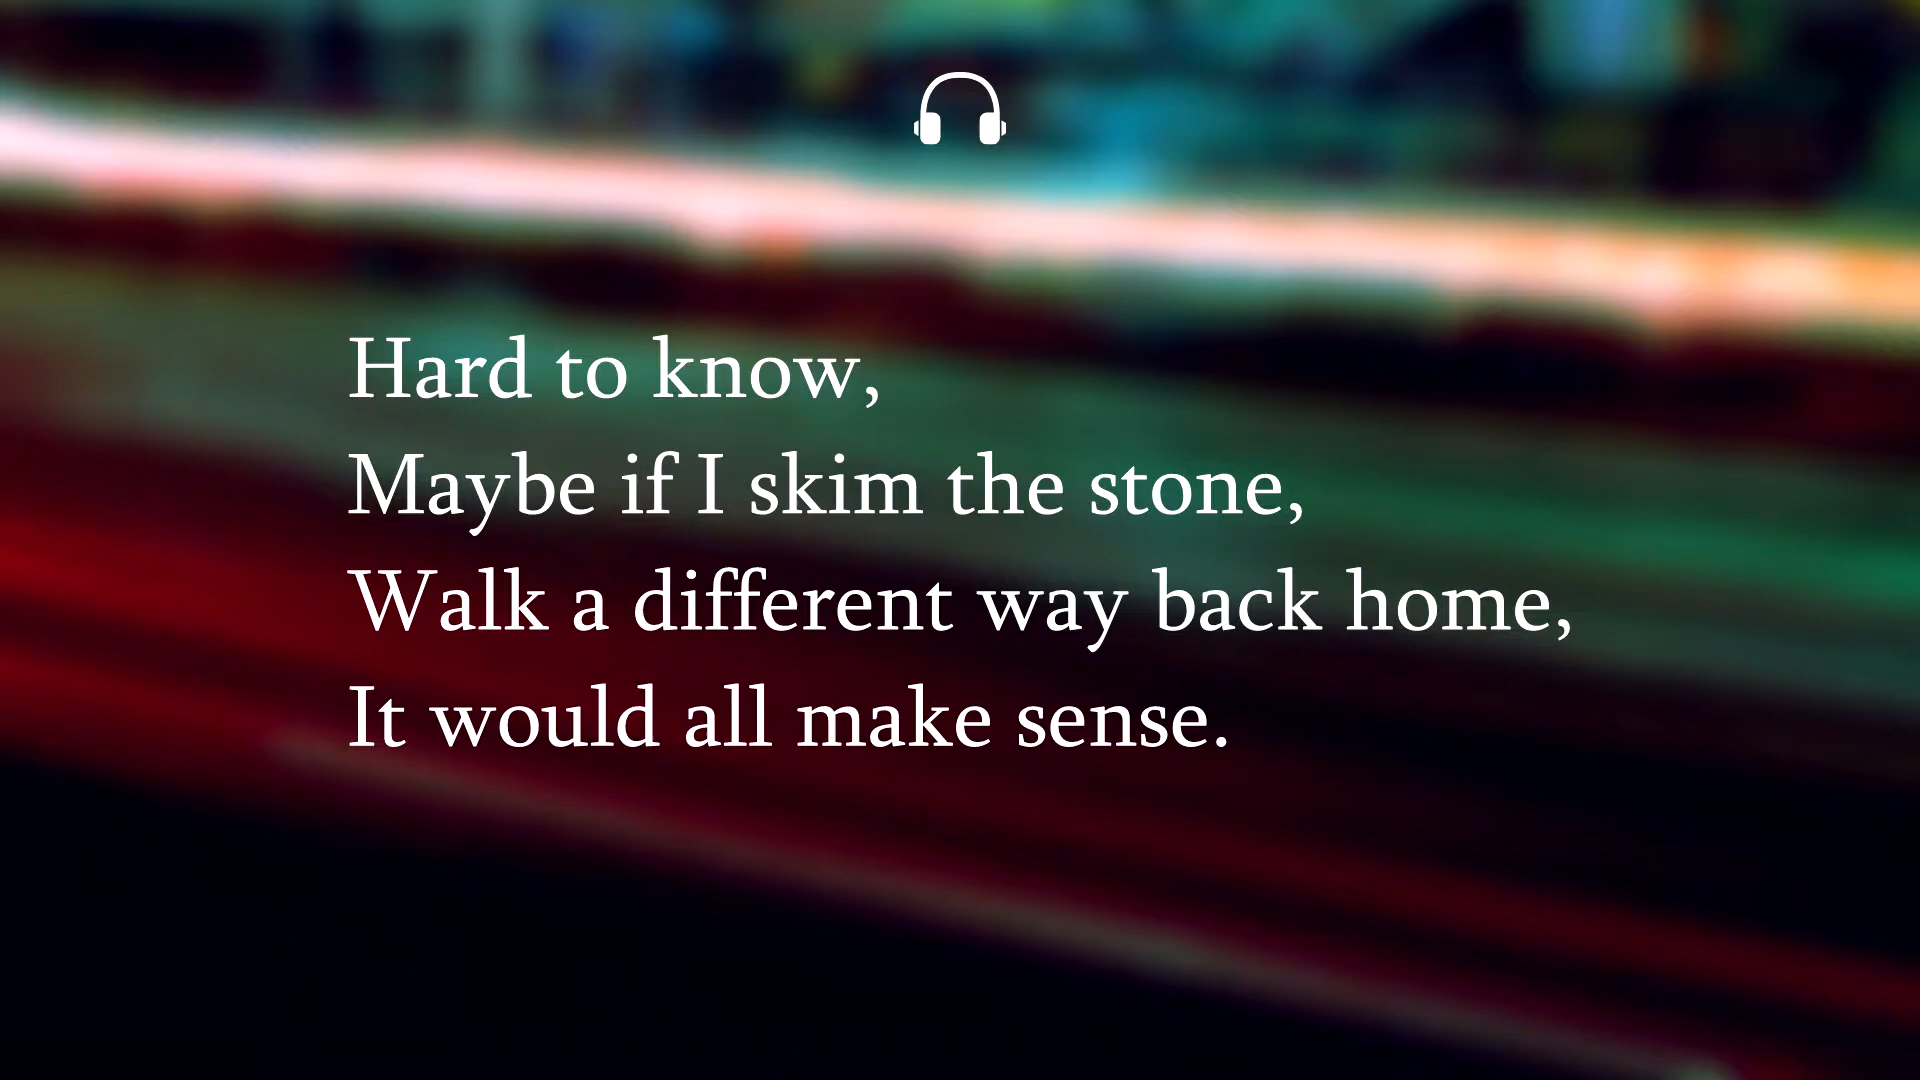 Hard to know,
Maybe if I skim the stone,
Walk a different way back home,
It would all make sense.